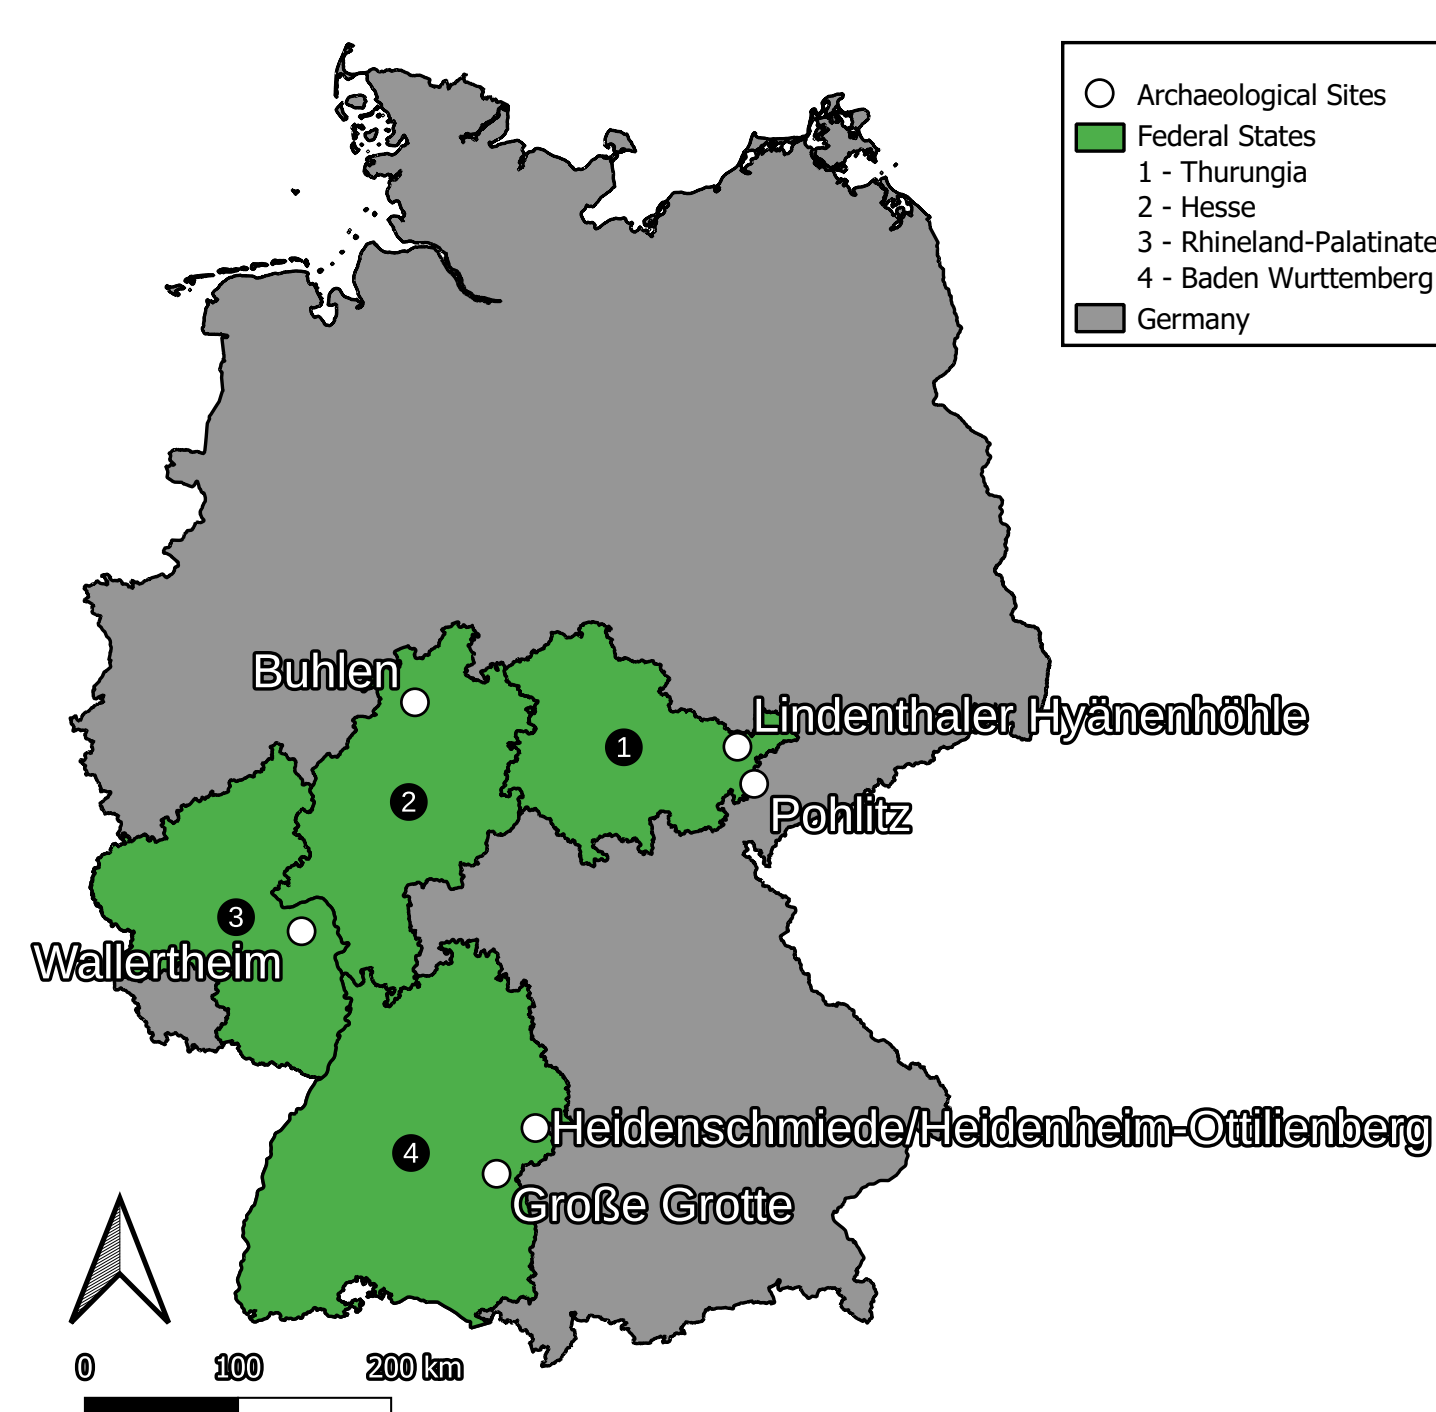 Archaeological Sites
Federal States
1 - Thurungia
2 - Hesse
3 - Rhineland-Palatinate
4 - Baden Wurttemberg
Germany
Buhlen
Lindenthaler Hyänenhöhle
1
Pohlitz
2
3
Wallertheim
Heidenschmiede/Heidenheim-Ottilienberg
4
Große Grotte
0 100 200 km